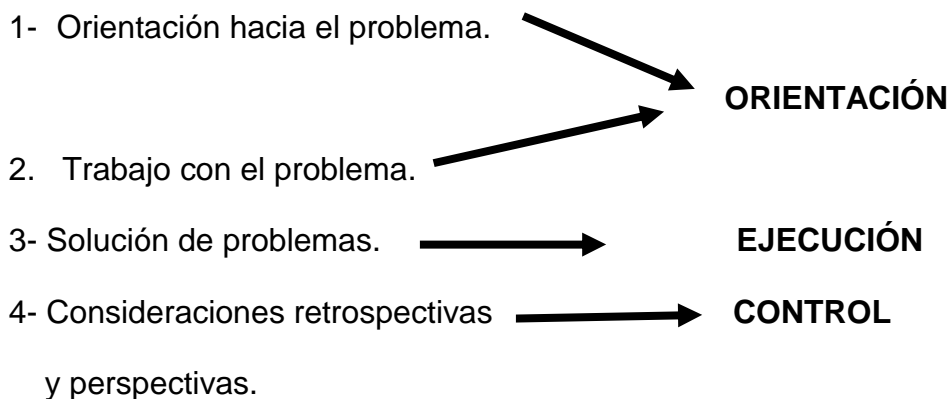 1- Orientación hacia el problema.
ORIENTACIÓN
2. Trabajo con el problema.
3- Solución de problemas. EJECUCIÓN
4- Consideraciones retrospectivas CONTROL
y perspectivas.